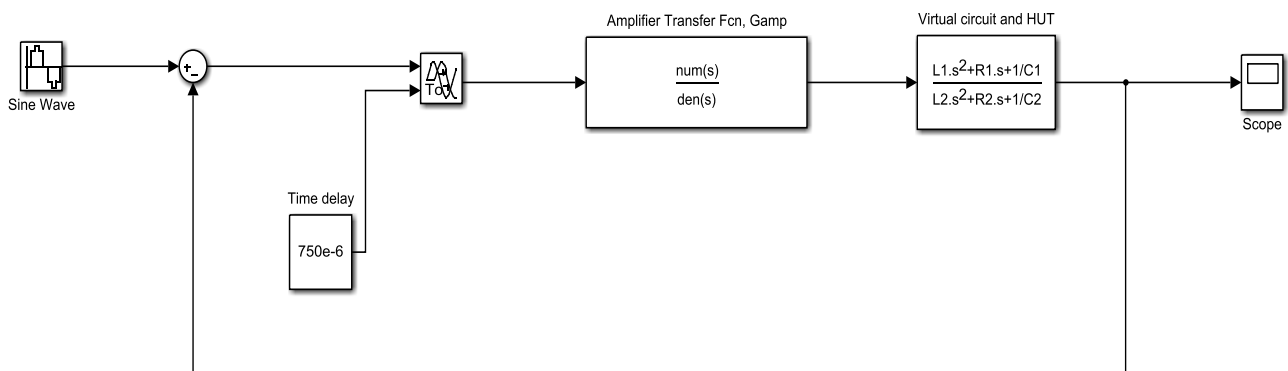 Amplifier Transfer Fcn, Gamp
Virtual circuit and HUT
+
−
To
num(s)
den(s)
L1.s²+R1.s+1/C1
L2.s²+R2.s+1/C2
Sine Wave
Scope
Time delay
750e-6